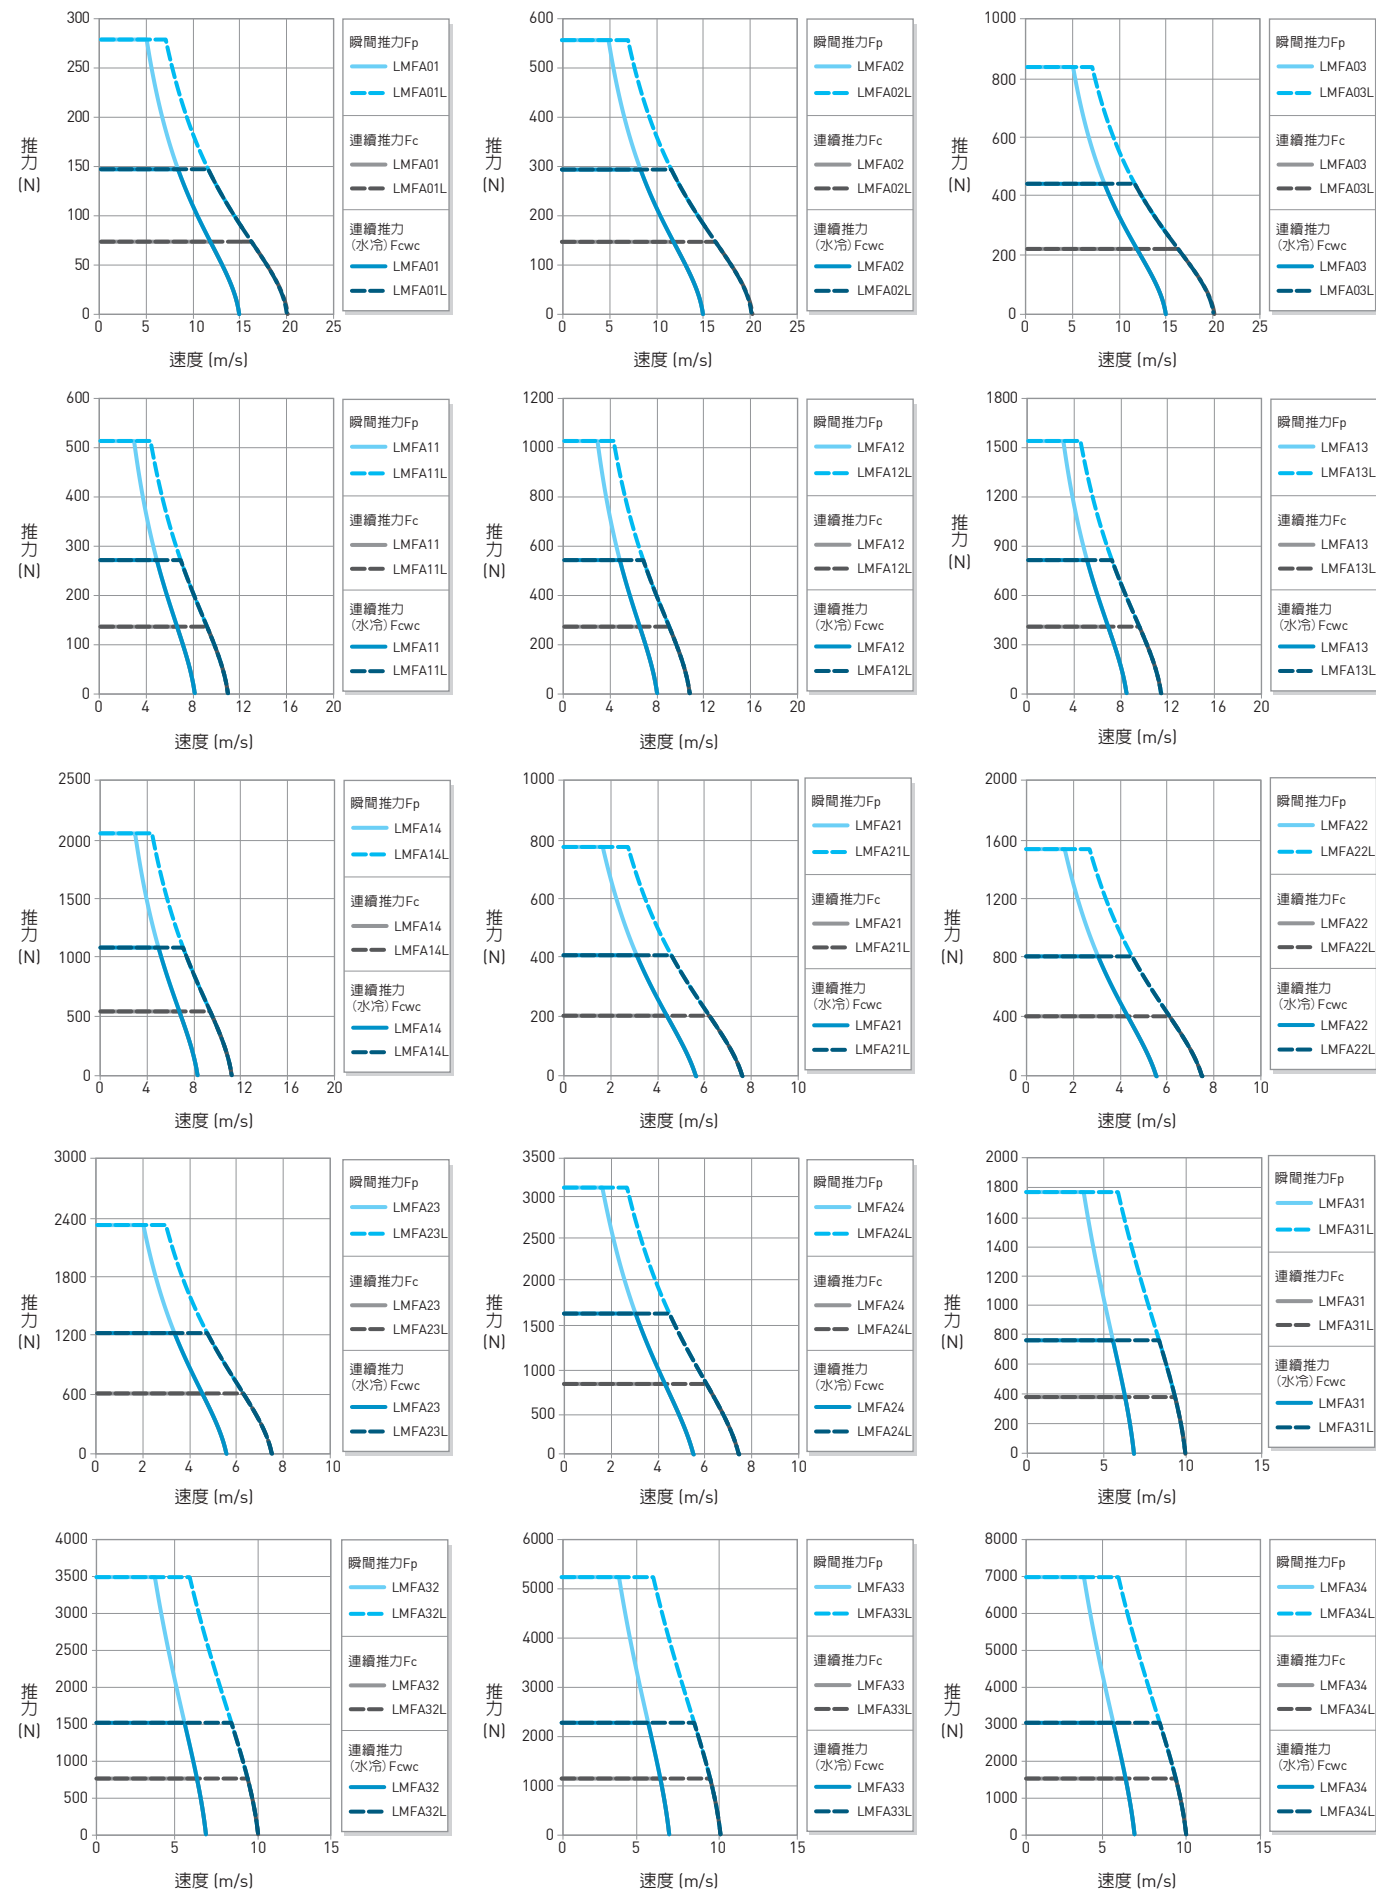 300
250
200
150
100
50
0
0 5 10 15 20 25
推力
(N)
速度 (m/s)
瞬間推力Fp
LMFA01
LMFA01L
連續推力Fc
LMFA01
LMFA01L
連續推力
(水冷) Fcwc
LMFA01
LMFA01L
600
500
400
300
200
100
0
0 5 10 15 20 25
推力
(N)
速度 (m/s)
瞬間推力Fp
LMFA02
LMFA02L
連續推力Fc
LMFA02
LMFA02L
連續推力
(水冷) Fcwc
LMFA02
LMFA02L
1000
800
600
400
200
0
0 5 10 15 20 25
推力
(N)
速度 (m/s)
瞬間推力Fp
LMFA03
LMFA03L
連續推力Fc
LMFA03
LMFA03L
連續推力
(水冷) Fcwc
LMFA03
LMFA03L
600
500
400
300
200
100
0
0 4 8 12 16 20
推力
(N)
速度 (m/s)
瞬間推力Fp
LMFA11
LMFA11L
連續推力Fc
LMFA11
LMFA11L
連續推力
(水冷) Fcwc
LMFA11
LMFA11L
1200
1000
800
600
400
200
0
0 4 8 12 16 20
推力
(N)
速度 (m/s)
瞬間推力Fp
LMFA12
LMFA12L
連續推力Fc
LMFA12
LMFA12L
連續推力
(水冷) Fcwc
LMFA12
LMFA12L
1800
1500
1200
900
600
300
0
0 4 8 12 16 20
推力
(N)
速度 (m/s)
瞬間推力Fp
LMFA13
LMFA13L
連續推力Fc
LMFA13
LMFA13L
連續推力
(水冷) Fcwc
LMFA13
LMFA13L
2500
2000
1500
1000
500
0
0 4 8 12 16 20
推力
(N)
速度 (m/s)
瞬間推力Fp
LMFA14
LMFA14L
連續推力Fc
LMFA14
LMFA14L
連續推力
(水冷) Fcwc
LMFA14
LMFA14L
1000
800
600
400
200
0
0 2 4 6 8 10
推力
(N)
速度 (m/s)
瞬間推力Fp
LMFA21
LMFA21L
連續推力Fc
LMFA21
LMFA21L
連續推力
(水冷) Fcwc
LMFA21
LMFA21L
2000
1600
1200
800
400
0
0 2 4 6 8 10
推力
(N)
速度 (m/s)
瞬間推力Fp
LMFA22
LMFA22L
連續推力Fc
LMFA22
LMFA22L
連續推力
(水冷) Fcwc
LMFA22
LMFA22L
3000
2400
1800
1200
600
0
0 2 4 6 8 10
推力
(N)
速度 (m/s)
瞬間推力Fp
LMFA23
LMFA23L
連續推力Fc
LMFA23
LMFA23L
連續推力
(水冷) Fcwc
LMFA23
LMFA23L
3500
3000
2500
2000
1500
1000
500
0
0 2 4 6 8 10
推力
(N)
速度 (m/s)
瞬間推力Fp
LMFA24
LMFA24L
連續推力Fc
LMFA24
LMFA24L
連續推力
(水冷) Fcwc
LMFA24
LMFA24L
2000
1800
1600
1400
1200
1000
800
600
400
200
0
0 5 10 15
推力
(N)
速度 (m/s)
瞬間推力Fp
LMFA31
LMFA31L
連續推力Fc
LMFA31
LMFA31L
連續推力
(水冷) Fcwc
LMFA31
LMFA31L
4000
3500
3000
2500
2000
1500
1000
500
0
0 5 10 15
推力
(N)
速度 (m/s)
瞬間推力Fp
LMFA32
LMFA32L
連續推力Fc
LMFA32
LMFA32L
連續推力
(水冷) Fcwc
LMFA32
LMFA32L
6000
5000
4000
3000
2000
1000
0
0 5 10 15
推力
(N)
速度 (m/s)
瞬間推力Fp
LMFA33
LMFA33L
連續推力Fc
LMFA33
LMFA33L
連續推力
(水冷) Fcwc
LMFA33
LMFA33L
8000
7000
6000
5000
4000
3000
2000
1000
0
0 5 10 15
推力
(N)
速度 (m/s)
瞬間推力Fp
LMFA34
LMFA34L
連續推力Fc
LMFA34
LMFA34L
連續推力
(水冷) Fcwc
LMFA34
LMFA34L